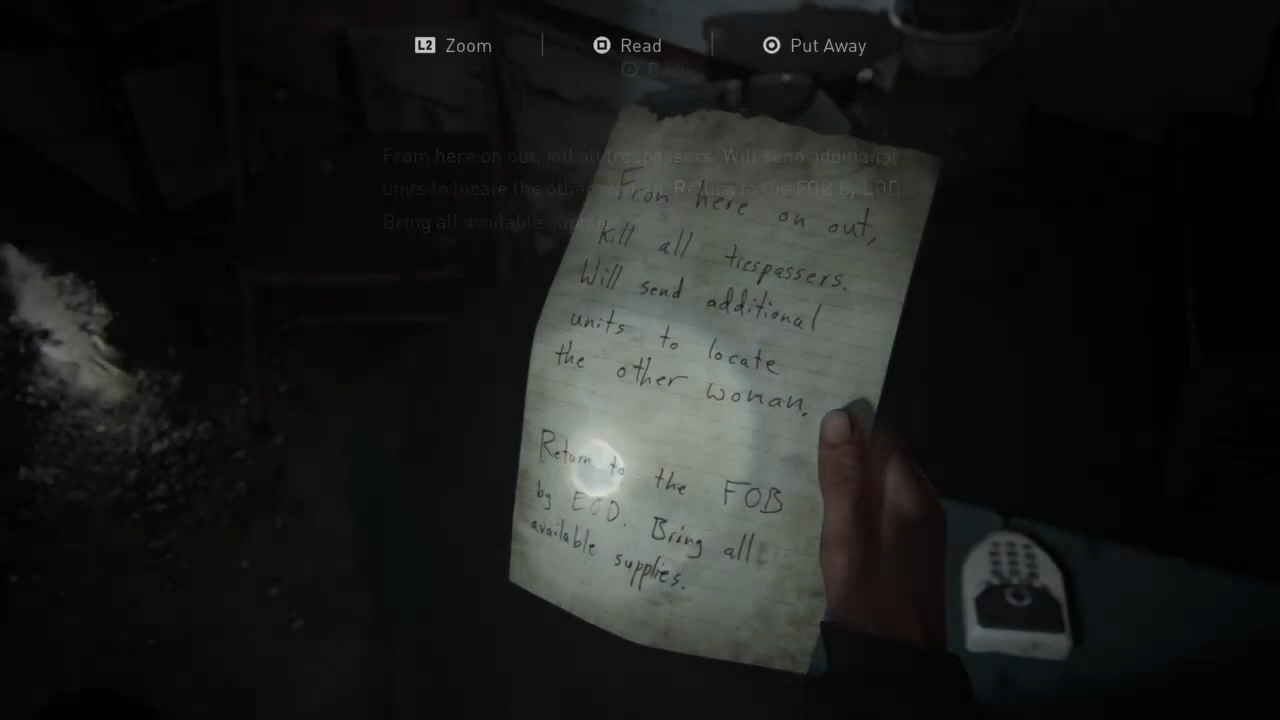 L2 Zoom
Read
Put Away
From here on out, kill all trespassers. Will send additional
units to locate the other woman. Return to the FOB by EOD.
Bring all available supplies.
From here on out,
kill all trespassers.
Will send additional
units to locate
the other woman.
Return to the FOB
by EOD. Bring all
available supplies.